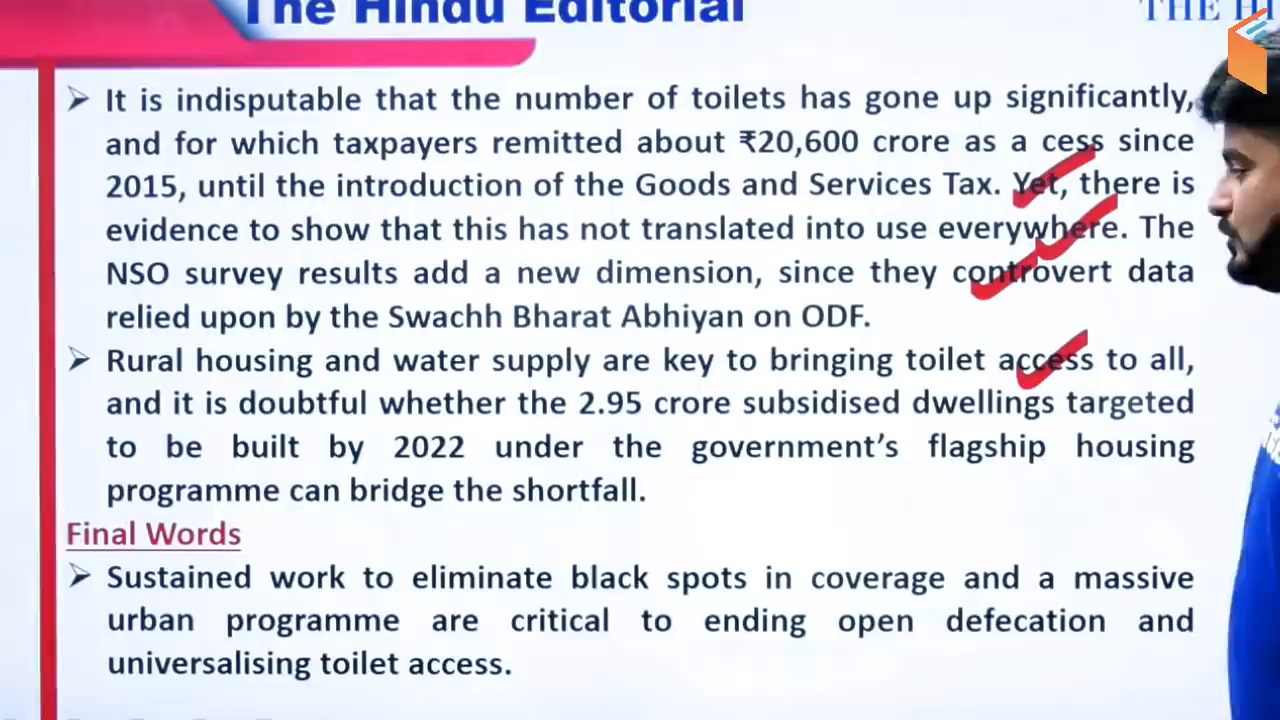 The Hindu Editorial
THE HI
➢ It is indisputable that the number of toilets has gone up significantly,
and for which taxpayers remitted about ₹20,600 crore as a cess since
2015, until the introduction of the Goods and Services Tax. Yet, there is
evidence to show that this has not translated into use everywhere. The
NSO survey results add a new dimension, since they controvert data
relied upon by the Swachh Bharat Abhiyan on ODF.
➢ Rural housing and water supply are key to bringing toilet access to all,
and it is doubtful whether the 2.95 crore subsidised dwellings targeted
to be built by 2022 under the government's flagship housing
programme can bridge the shortfall.
Final Words
➢ Sustained work to eliminate black spots in coverage and a massive
urban programme are critical to ending open defecation and
universalising toilet access.